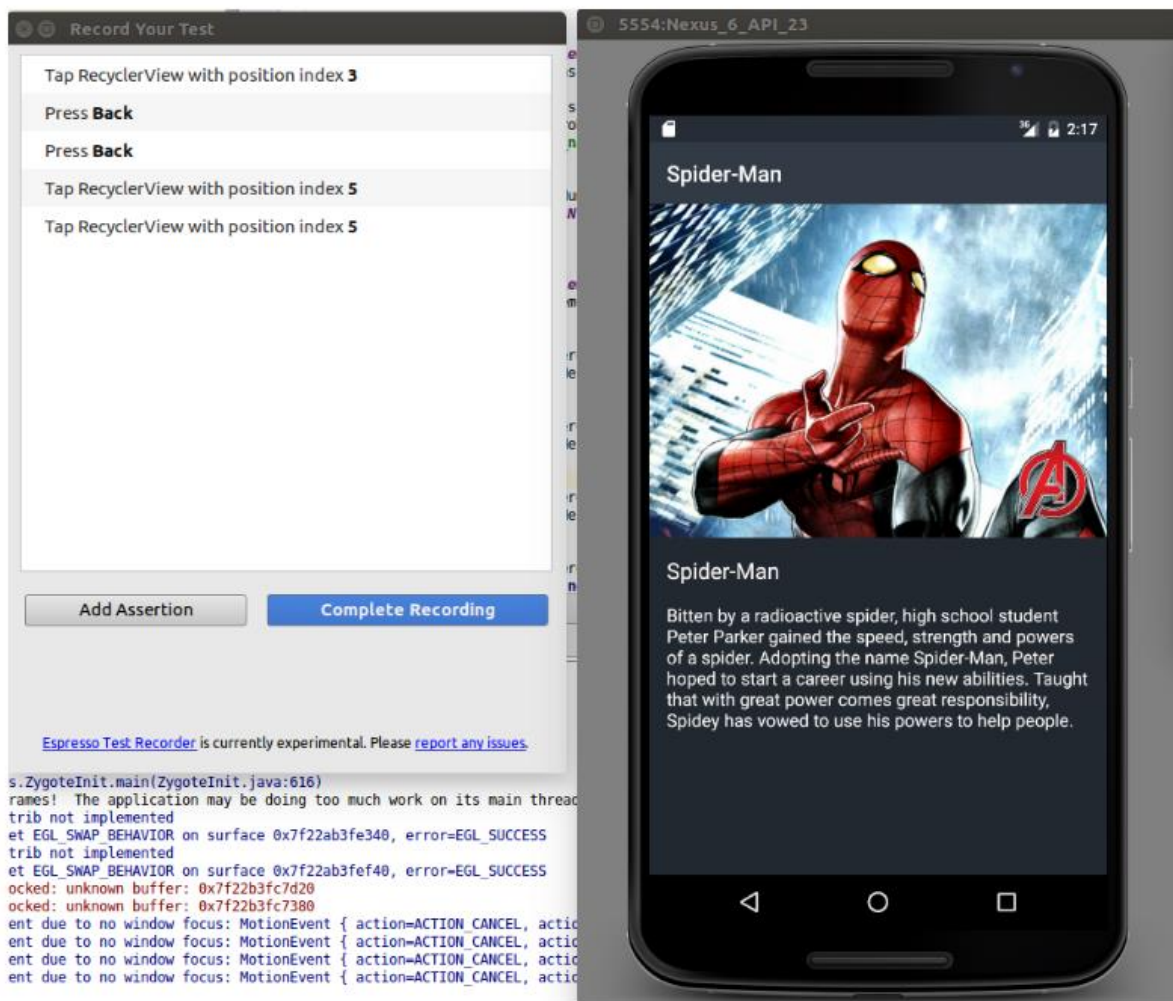 Record Your Test
Tap RecyclerView with position index 3
Press Back
Press Back
Tap RecyclerView with position index 5
Tap RecyclerView with position index 5
Add Assertion
Complete Recording
Espresso Test Recorder is currently experimental. Please report any issues.
s.ZygoteInit.main(ZygoteInit.java:616)
rames!  The application may be doing too much work on its main thread
trib not implemented
et EGL_SWAP_BEHAVIOR on surface 0x7f22ab3fe340, error=EGL_SUCCESS
trib not implemented
et EGL_SWAP_BEHAVIOR on surface 0x7f22ab3fef40, error=EGL_SUCCESS
ocked: unknown buffer: 0x7f22b3fc7d20
ocked: unknown buffer: 0x7f22b3fc7380
ent due to no window focus: MotionEvent { action=ACTION_CANCEL, actio
ent due to no window focus: MotionEvent { action=ACTION_CANCEL, actio
ent due to no window focus: MotionEvent { action=ACTION_CANCEL, actio
ent due to no window focus: MotionEvent { action=ACTION_CANCEL, actio
5554:Nexus_6_API_23
36 2:17
Spider-Man
Spider-Man
Bitten by a radioactive spider, high school student
Peter Parker gained the speed, strength and powers
of a spider. Adopting the name Spider-Man, Peter
hoped to start a career using his new abilities. Taught
that with great power comes great responsibility,
Spidey has vowed to use his powers to help people.